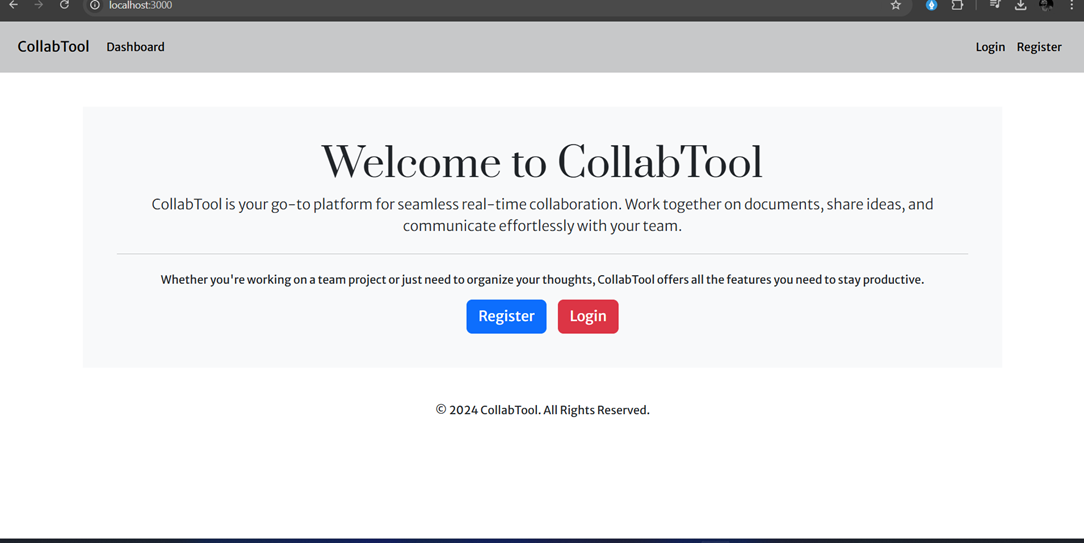 localhost:3000
CollabTool Dashboard Login Register
Welcome to CollabTool
CollabTool is your go-to platform for seamless real-time collaboration. Work together on documents, share ideas, and
communicate effortlessly with your team.
Whether you're working on a team project or just need to organize your thoughts, CollabTool offers all the features you need to stay productive.
Register Login
© 2024 CollabTool. All Rights Reserved.